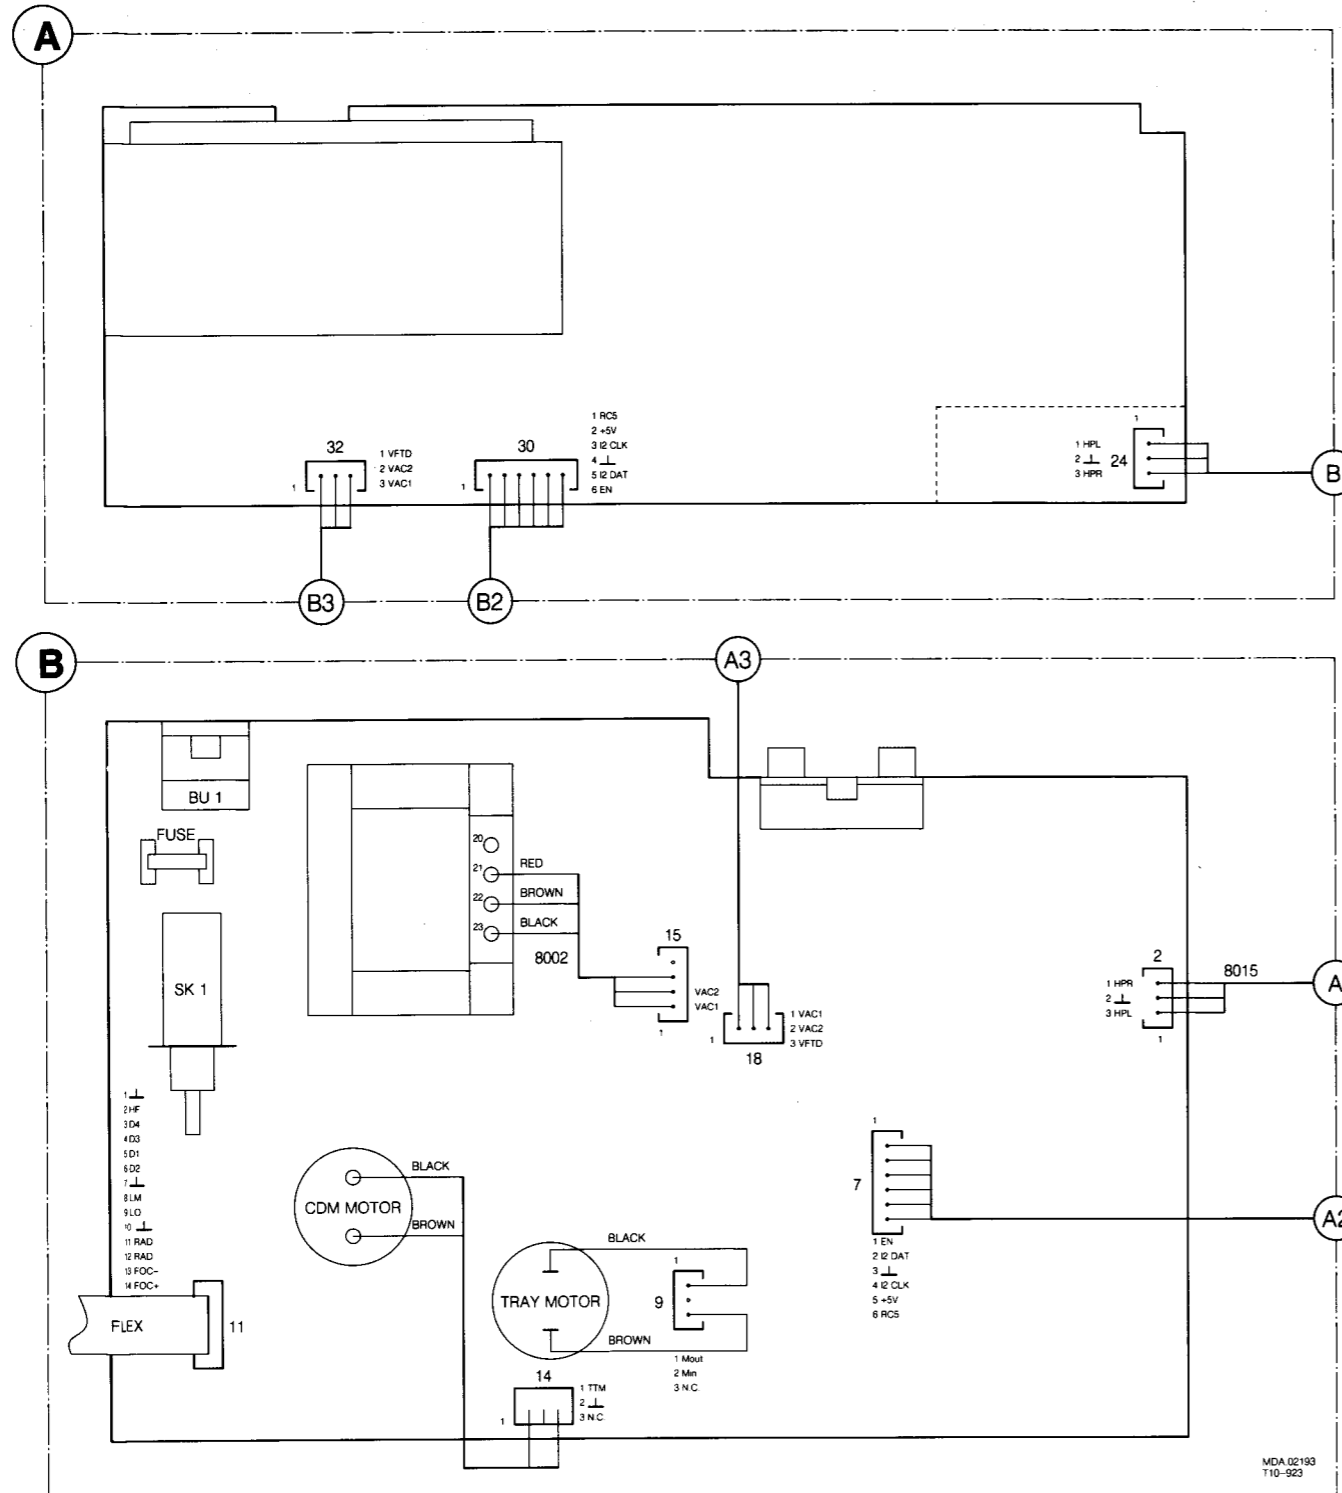 A
32
1 VFTD
2 VAC2
3 VAC1
1
30
1 RC5
2 +5V
3 I2 CLK
4 ⊥
5 I2 DAT
6 EN
1
1
1 HPL
2 ⊥
3 HPR
24
B
B3
B2
B
A3
BU 1
FUSE
20
21
22
23
RED
BROWN
BLACK
8002
15
VAC2
VAC1
1
SK 1
1
1 VAC1
2 VAC2
3 VFTD
18
2
1 HPR
2 ⊥
3 HPL
1
8015
A
1 ⊥
2 HF
3 D4
4 D3
5 D1
6 D2
7 ⊥
8 LM
9 LO
10 ⊥
11 RAD
12 RAD
13 FOC-
14 FOC+
FLEX
11
CDM MOTOR
BLACK
BROWN
TRAY MOTOR
BLACK
BROWN
1
9
1 Mout
2 Min
3 N.C.
14
1 TTM
2 ⊥
3 N.C.
1
1
7
1 EN
2 I2 DAT
3 ⊥
4 I2 CLK
5 +5V
6 RC5
A2
MDA.02193
T10-923